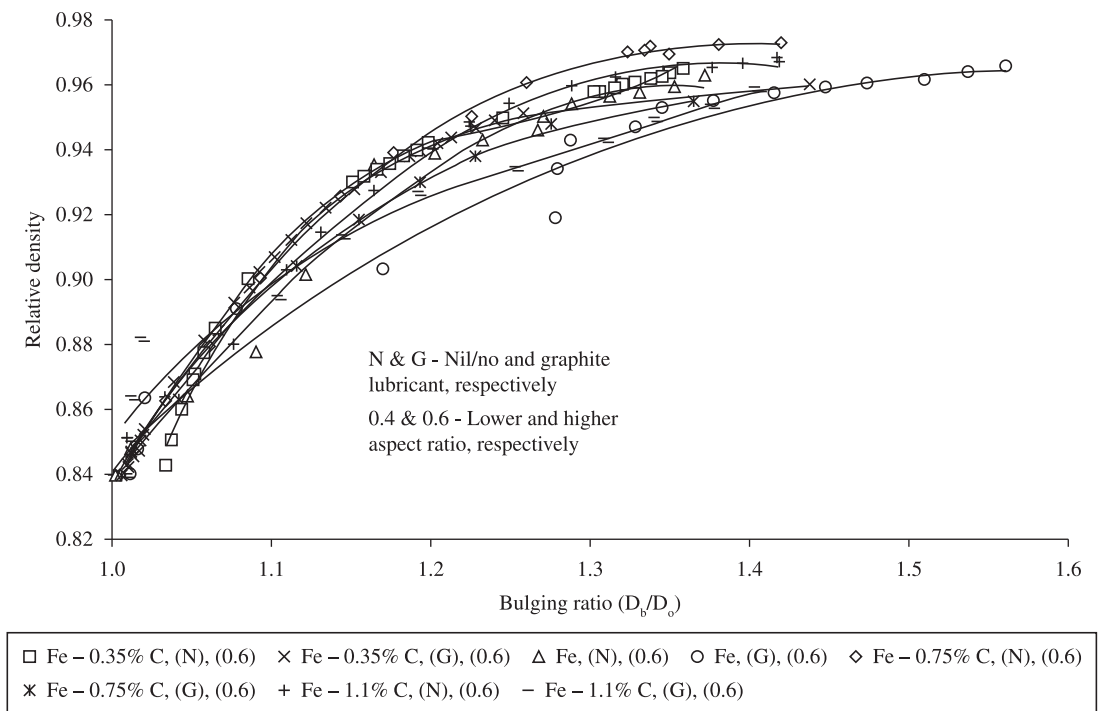 0.98
0.96
0.94
0.92
0.90
0.88
0.86
0.84
0.82
Relative density
N & G - Nil/no and graphite
lubricant, respectively
0.4 & 0.6 - Lower and higher
aspect ratio, respectively
1.0 1.1 1.2 1.3 1.4 1.5 1.6
Bulging ratio (D_b/D_o)
Fe – 0.35% C, (N), (0.6) Fe – 0.35% C, (G), (0.6) Fe, (N), (0.6) Fe, (G), (0.6) Fe – 0.75% C, (N), (0.6)
Fe – 0.75% C, (G), (0.6) Fe – 1.1% C, (N), (0.6) Fe – 1.1% C, (G), (0.6)